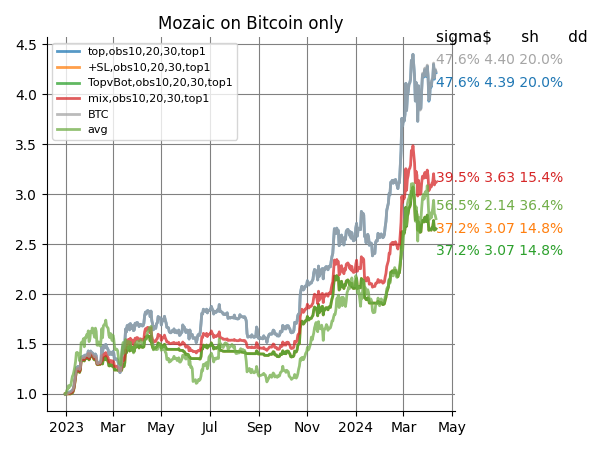 Mozaic on Bitcoin only
sigma$ sh dd
4.5
4.0
3.5
3.0
2.5
2.0
1.5
1.0
top,obs10,20,30,top1
+SL,obs10,20,30,top1
TopvBot,obs10,20,30,top1
mix,obs10,20,30,top1
BTC
avg
47.6% 4.40 20.0%
47.6% 4.39 20.0%
39.5% 3.63 15.4%
56.5% 2.14 36.4%
37.2% 3.07 14.8%
37.2% 3.07 14.8%
2023 Mar May Jul Sep Nov 2024 Mar May